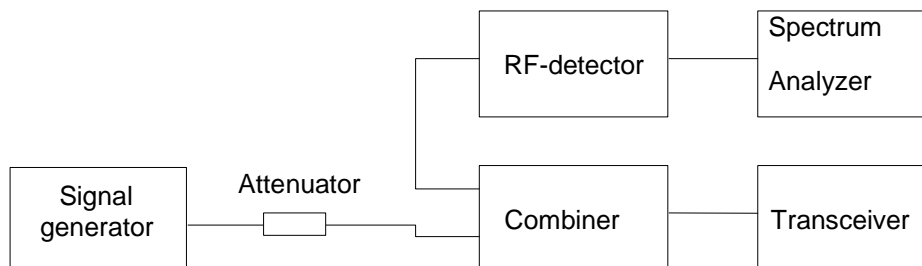 RF-detector
Spectrum
Analyzer
Signal
generator
Attenuator
Combiner
Transceiver